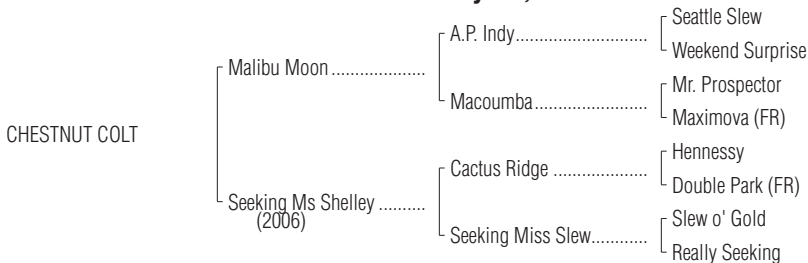 Seattle Slew
A.P. Indy
Weekend Surprise
Malibu Moon
Mr. Prospector
Macoumba
Maximova (FR)
CHESTNUT COLT
Hennessy
Cactus Ridge
Double Park (FR)
Seeking Ms Shelley
(2006)
Slew o' Gold
Seeking Miss Slew
Really Seeking